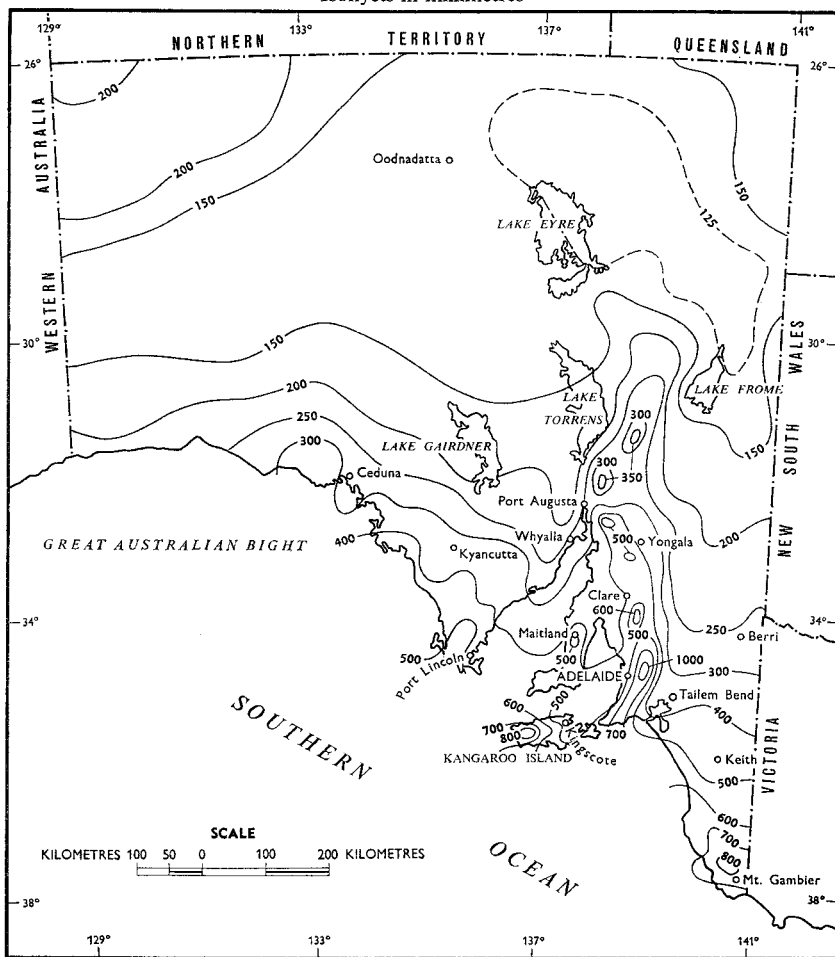 129°
133°
137°
141°
NORTHERN TERRITORY QUEENSLAND
26°
26°
200
WESTERN AUSTRALIA
Oodnadatta
200
150
150
125
LAKE EYRE
30°
30°
150
200
250
300
LAKE GAIRDNER
LAKE TORRENS
LAKE FROME
300
300
350
150
NEW SOUTH WALES
Ceduna
Port Augusta
GREAT AUSTRALIAN BIGHT
400
Kyancutta
Whyalla
500
Yongala
200
34°
34°
Clare
600
250
Berri
Maitland
500
500
500
Port Lincoln
ADELAIDE
1000
300
Tailem Bend
400
SOUTHERN OCEAN
600
500
700
800
Kingscote
700
KANGAROO ISLAND
Keith
500
VICTORIA
600
700
800
Mt. Gambier
SCALE
KILOMETRES 100 50 0 100 200 KILOMETRES
38°
38°
129°
133°
137°
141°